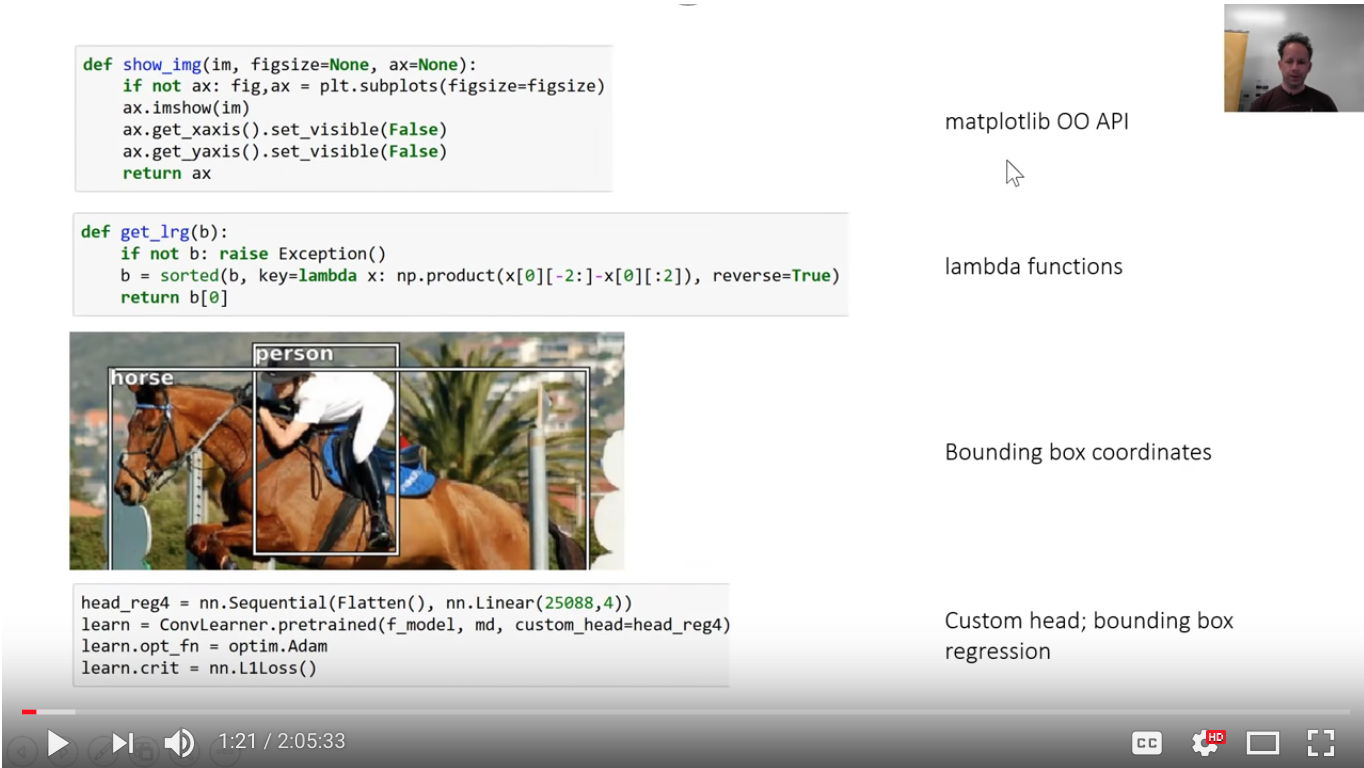 def show_img(im, figsize=None, ax=None):
    if not ax: fig,ax = plt.subplots(figsize=figsize)
    ax.imshow(im)
    ax.get_xaxis().set_visible(False)
    ax.get_yaxis().set_visible(False)
    return ax
matplotlib OO API
def get_lrg(b):
    if not b: raise Exception()
    b = sorted(b, key=lambda x: np.product(x[0][-2:]-x[0][:2]), reverse=True)
    return b[0]
lambda functions
person
horse
Bounding box coordinates
head_reg4 = nn.Sequential(Flatten(), nn.Linear(25088,4))
learn = ConvLearner.pretrained(f_model, md, custom_head=head_reg4)
learn.opt_fn = optim.Adam
learn.crit = nn.L1Loss()
Custom head; bounding box
regression
1:21 / 2:05:33
CC
HD